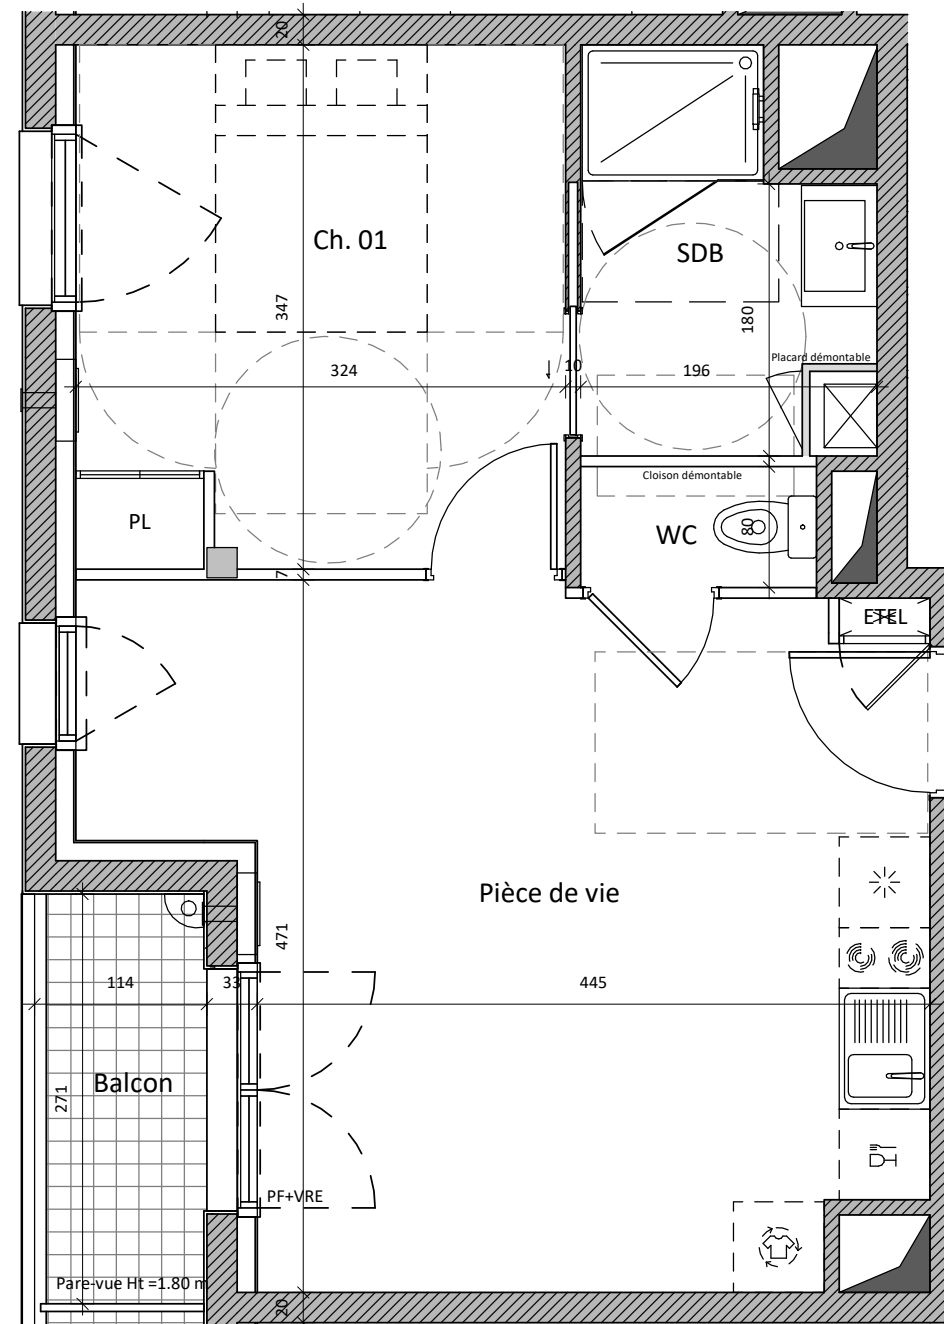 20
Ch. 01
SDB
347
180
Placard démontable
324
10
196
Cloison démontable
PL
WC
80
7
ETEL
Pièce de vie
471
114
33
445
Balcon
271
PF+VRE
Pare-vue Ht =1.80 m
20